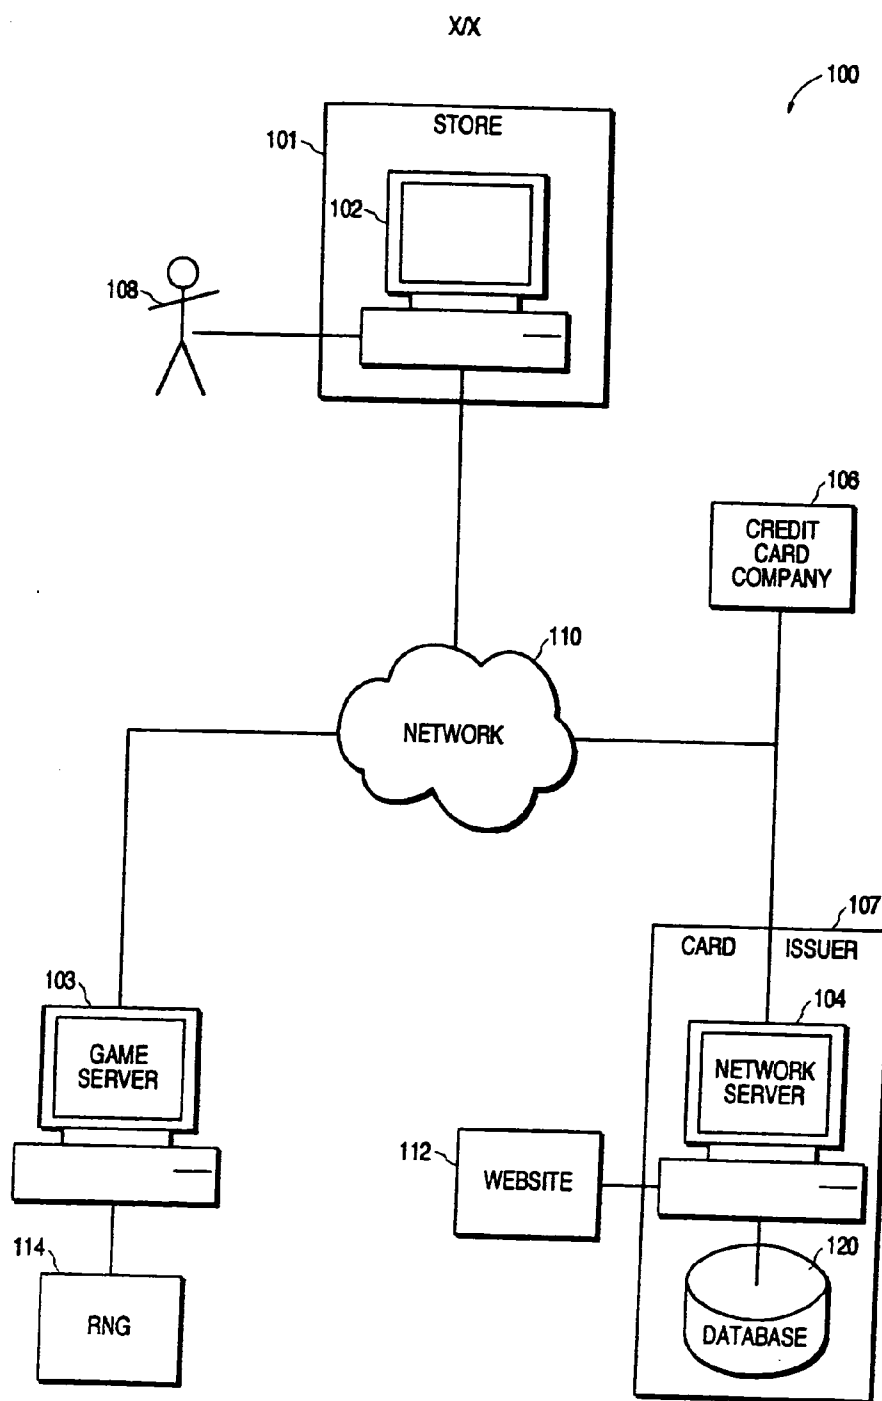 X/X
100
101
STORE
102
108
106
CREDIT
CARD
COMPANY
110
NETWORK
107
CARD ISSUER
103
GAME
SERVER
104
NETWORK
SERVER
112
WEBSITE
114
RNG
120
DATABASE